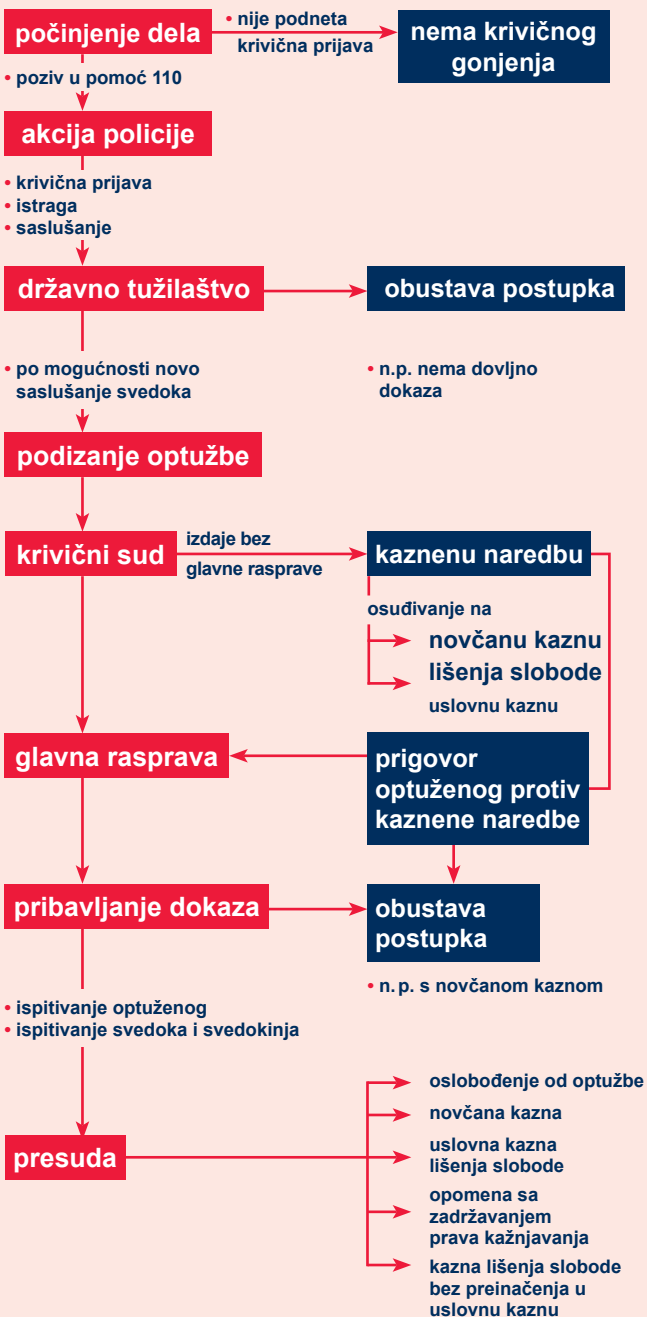 počinjenje dela
• nije podneta
krivična prijava
nema krivičnog
gonjenja
• poziv u pomoć 110
akcija policije
• krivična prijava
• istraga
• saslušanje
državno tužilaštvo
obustava postupka
• po mogućnosti novo
saslušanje svedoka
• n.p. nema dovljno
dokaza
podizanje optužbe
krivični sud
izdaje bez
glavne rasprave
kaznenu naredbu
osuđivanje na
novčanu kaznu
lišenja slobode
uslovnu kaznu
glavna rasprava
prigovor
optuženog protiv
kaznene naredbe
pribavljanje dokaza
obustava
postupka
• n. p. s novčanom kaznom
• ispitivanje optuženog
• ispitivanje svedoka i svedokinja
presuda
oslobođenje od optužbe
novčana kazna
uslovna kazna
lišenja slobode
opomena sa
zadržavanjem
prava kažnjavanja
kazna lišenja slobode
bez preinačenja u
uslovnu kaznu